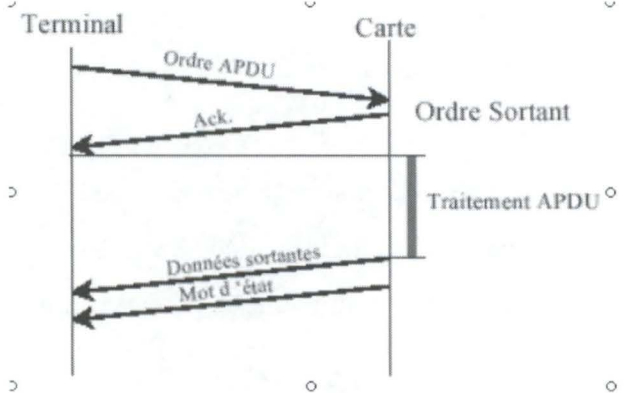 Terminal
Carte
Ordre APDU
Ack.
Ordre Sortant
Traitement APDU
Données sortantes
Mot d 'état